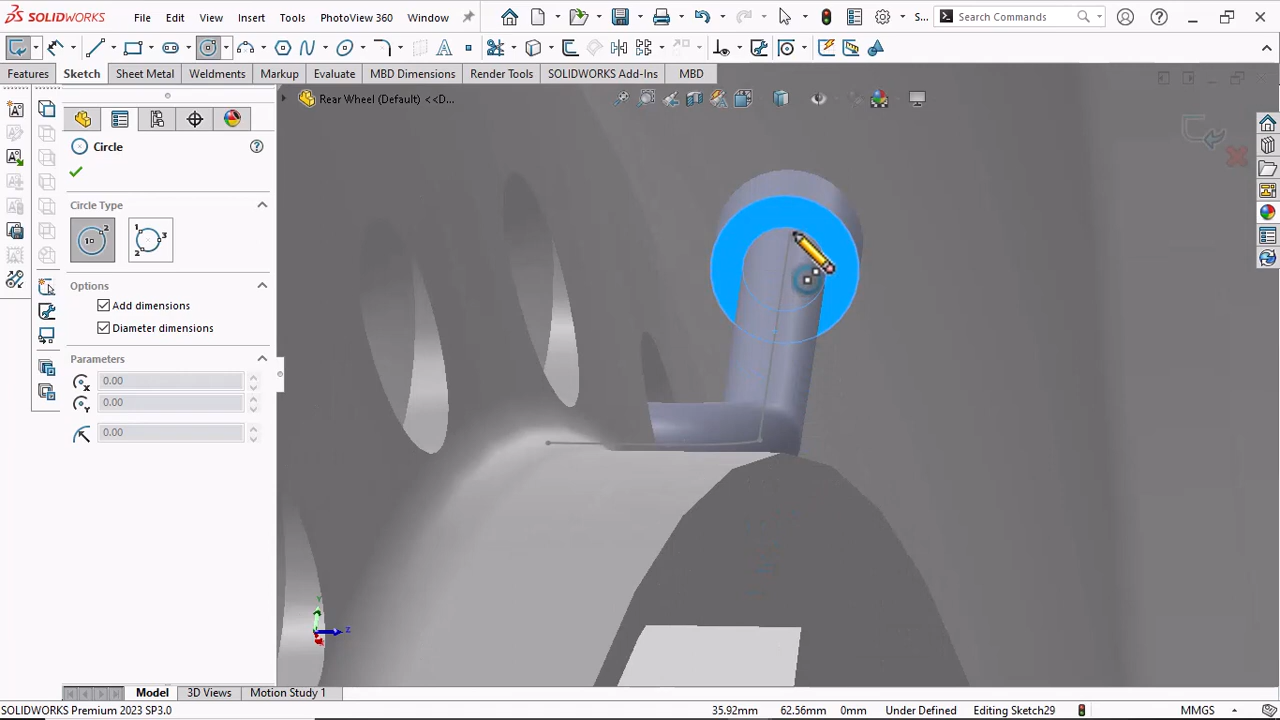 SOLIDWORKS
File
Edit
View
Insert
Tools
PhotoView 360
Window
S...
Search Commands
Features
Sketch
Sheet Metal
Weldments
Markup
Evaluate
MBD Dimensions
Render Tools
SOLIDWORKS Add-Ins
MBD
Rear Wheel (Default) <<D...
Circle
Circle Type
Options
Add dimensions
Diameter dimensions
Parameters
0.00
0.00
0.00
Y
Z
Model
3D Views
Motion Study 1
SOLIDWORKS Premium 2023 SP3.0
35.92mm
62.56mm
0mm
Under Defined
Editing Sketch29
MMGS